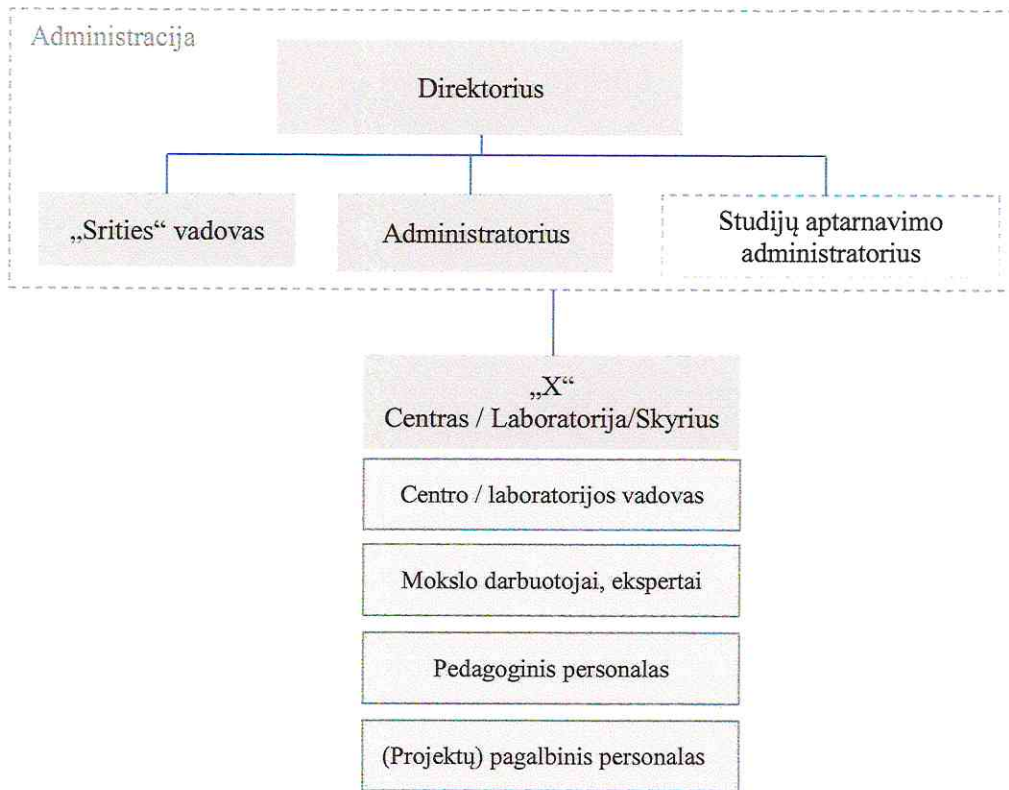 Administracija
Direktorius
„Srities“ vadovas
Administratorius
Studijų aptarnavimo
administratorius
„X“
Centras / Laboratorija/Skyrius
Centro / laboratorijos vadovas
Mokslo darbuotojai, ekspertai
Pedagoginis personalas
(Projektų) pagalbinis personalas